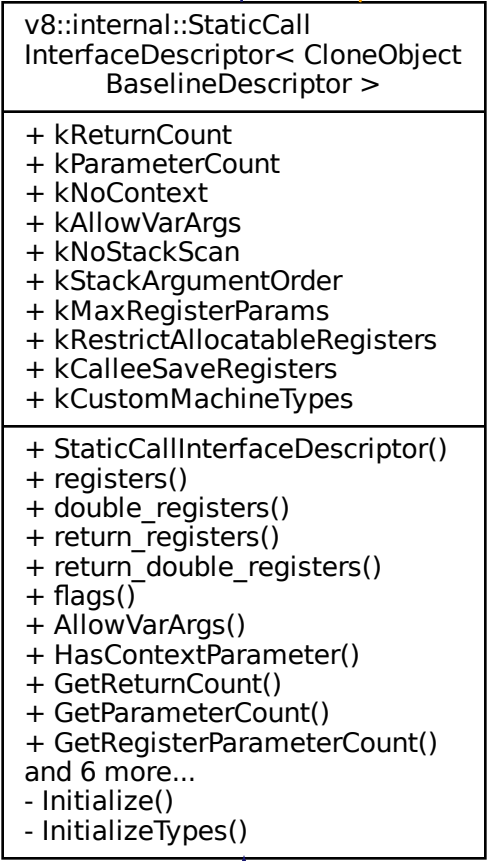 v8::internal::StaticCall
InterfaceDescriptor< CloneObject
BaselineDescriptor >
+ kReturnCount
+ kParameterCount
+ kNoContext
+ kAllowVarArgs
+ kNoStackScan
+ kStackArgumentOrder
+ kMaxRegisterParams
+ kRestrictAllocatableRegisters
+ kCalleeSaveRegisters
+ kCustomMachineTypes
+ StaticCallInterfaceDescriptor()
+ registers()
+ double_registers()
+ return_registers()
+ return_double_registers()
+ flags()
+ AllowVarArgs()
+ HasContextParameter()
+ GetReturnCount()
+ GetParameterCount()
+ GetRegisterParameterCount()
and 6 more...
- Initialize()
- InitializeTypes()